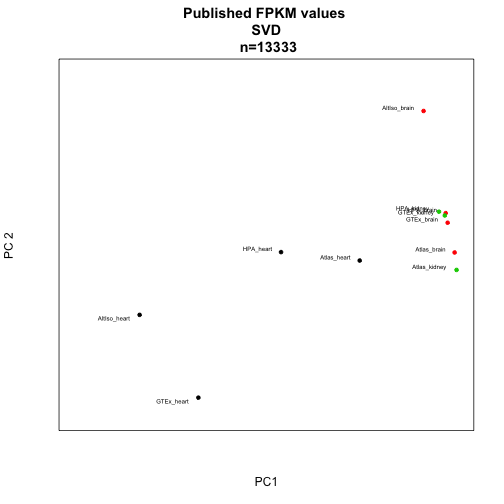 Published FPKM values
SVD
n=13333
AltIso_brain
HPA_kidney
GTEx_kidney
GTEx_brain
HPA_heart
Atlas_brain
Atlas_heart
Atlas_kidney
AltIso_heart
GTEx_heart
PC 2
PC1